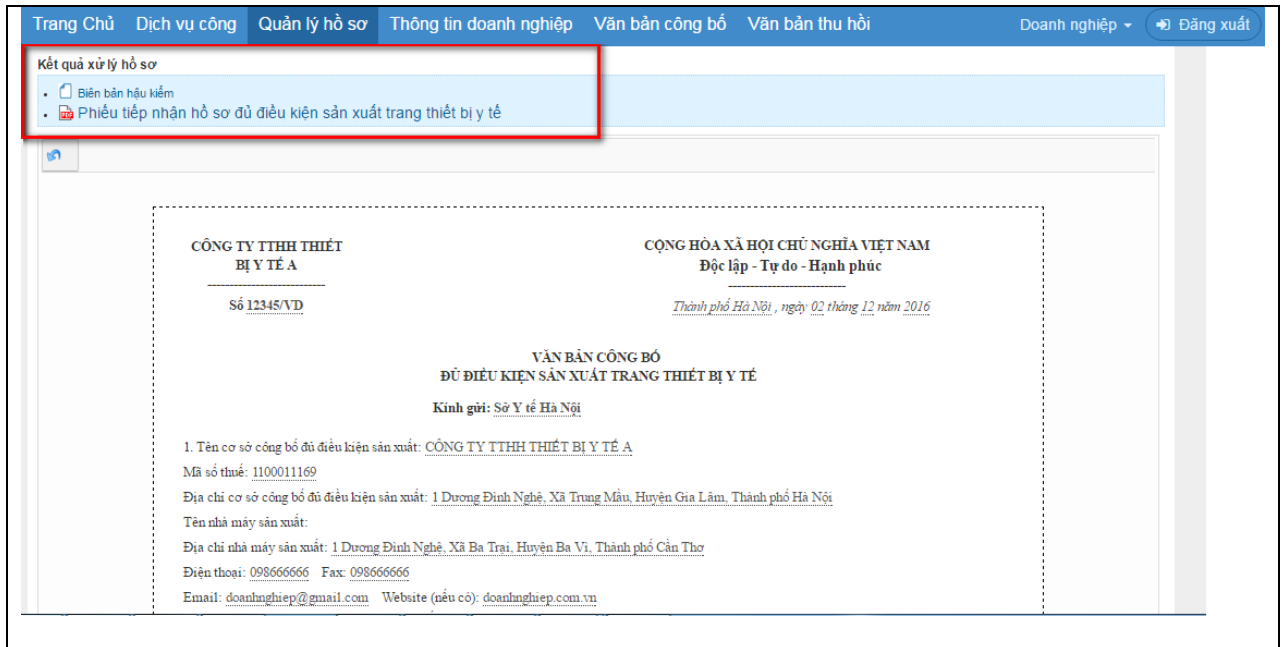 Trang Chủ Dịch vụ công Quản lý hồ sơ Thông tin doanh nghiệp Văn bản công bố Văn bản thu hồi Doanh nghiệp Đăng xuất
Kết quả xử lý hồ sơ
Biên bản hậu kiểm
Phiếu tiếp nhận hồ sơ đủ điều kiện sản xuất trang thiết bị y tế
CÔNG TY TTHH THIẾT
BỊ Y TẾ A
Số 12345/VD
CỘNG HÒA XÃ HỘI CHỦ NGHĨA VIỆT NAM
Độc lập - Tự do - Hạnh phúc
Thành phố Hà Nội , ngày 02 tháng 12 năm 2016
VĂN BẢN CÔNG BỐ
ĐỦ ĐIỀU KIỆN SẢN XUẤT TRANG THIẾT BỊ Y TẾ
Kính gửi: Sở Y tế Hà Nội
1. Tên cơ sở công bố đủ điều kiện sản xuất: CÔNG TY TTHH THIẾT BỊ Y TẾ A
Mã số thuế: 1100011169
Địa chỉ cơ sở công bố đủ điều kiện sản xuất: 1 Dương Đình Nghệ, Xã Trung Mầu, Huyện Gia Lâm, Thành phố Hà Nội
Tên nhà máy sản xuất:
Địa chỉ nhà máy sản xuất: 1 Dương Đình Nghệ, Xã Ba Trại, Huyện Ba Vì, Thành phố Cần Thơ
Điện thoại: 098666666 Fax: 098666666
Email: doanhnghiep@gmail.com Website (nếu có): doanhnghiep.com.vn